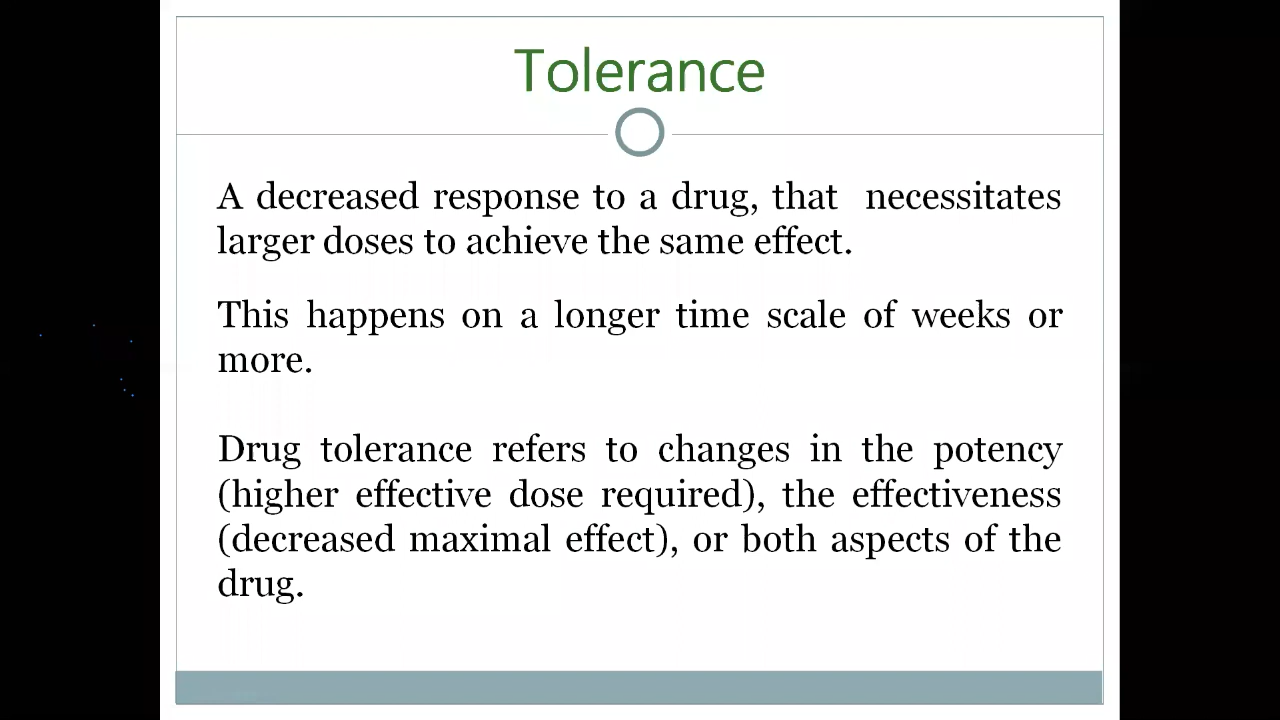 Tolerance
A decreased response to a drug, that  necessitates
larger doses to achieve the same effect.
This happens on a longer time scale of weeks or
more.
Drug tolerance refers to changes in the potency
(higher effective dose required), the effectiveness
(decreased maximal effect), or both aspects of the
drug.